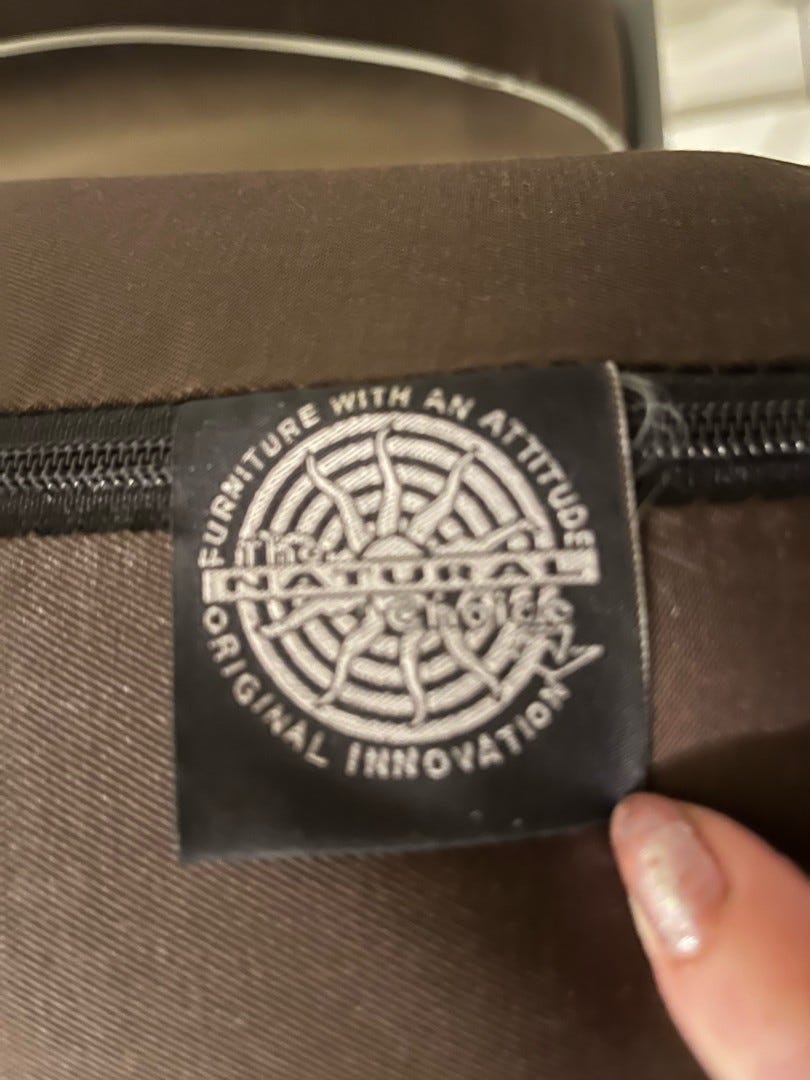 FURNITURE WITH AN ATTITUDE
The
NATURAL
choice
ORIGINAL INNOVATION